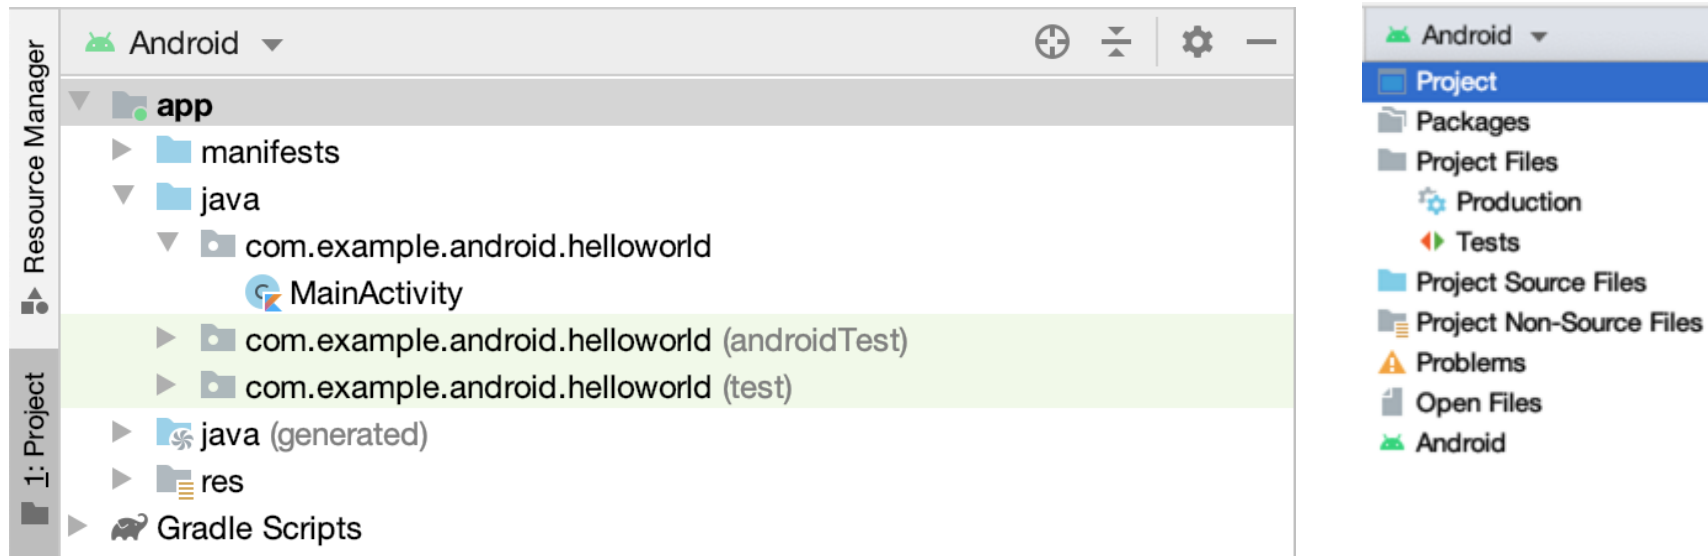 Resource Manager
1: Project
Android
app
manifests
java
com.example.android.helloworld
MainActivity
com.example.android.helloworld (androidTest)
com.example.android.helloworld (test)
java (generated)
res
Gradle Scripts
Android
Project
Packages
Project Files
Production
Tests
Project Source Files
Project Non-Source Files
Problems
Open Files
Android